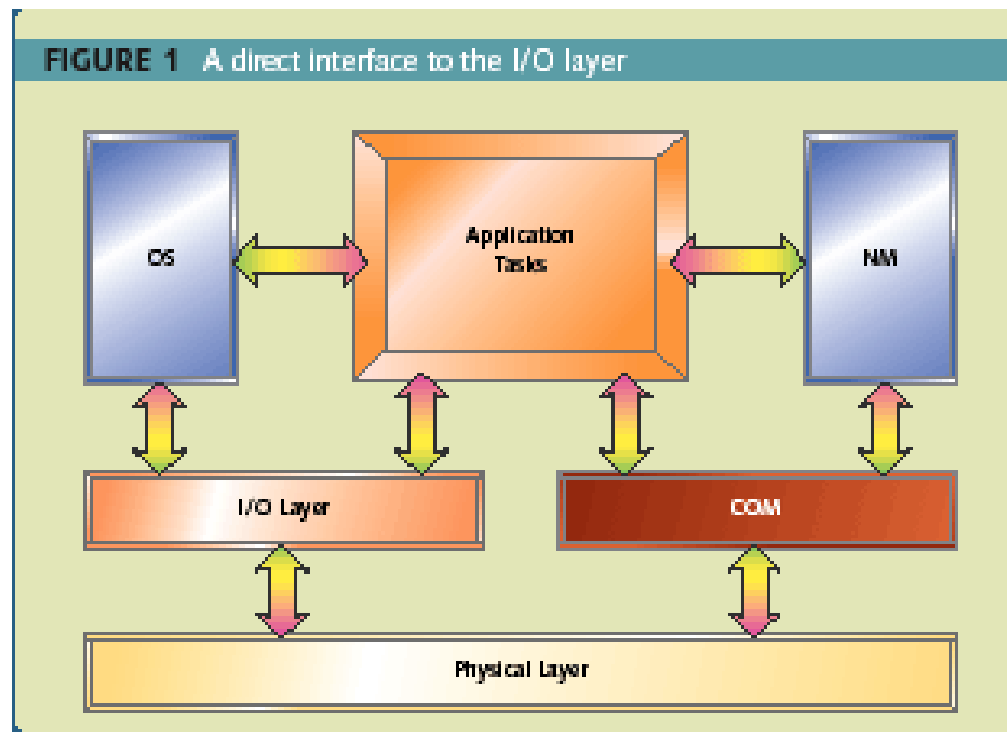 FIGURE 1 A direct interface to the I/O layer
OS
Application
Tasks
NM
I/O Layer
COM
Physical Layer